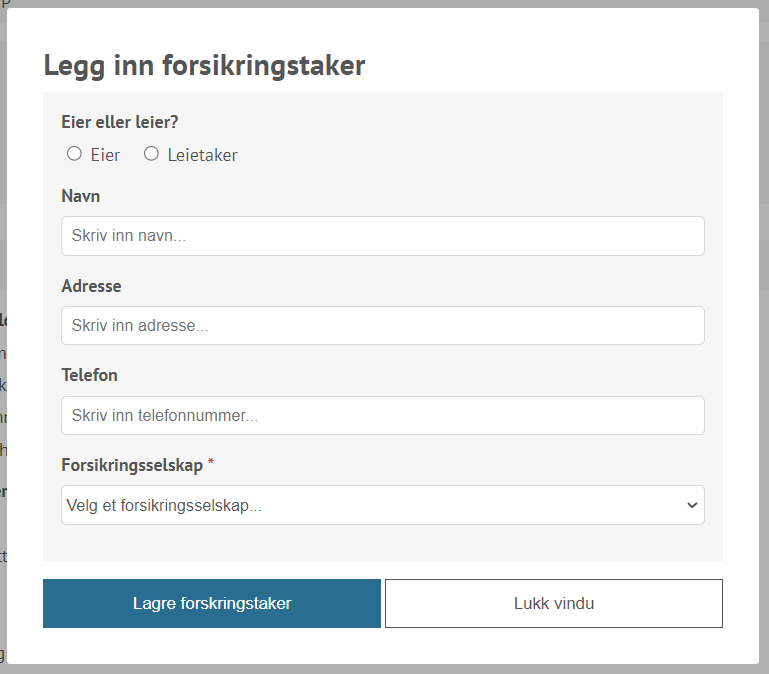 Legg inn forsikringstaker
Eier eller leier?
Eier Leietaker
Navn
Skriv inn navn...
Adresse
Skriv inn adresse...
Telefon
Skriv inn telefonnummer...
Forsikringsselskap *
Velg et forsikringsselskap...
Lagre forskringstaker Lukk vindu